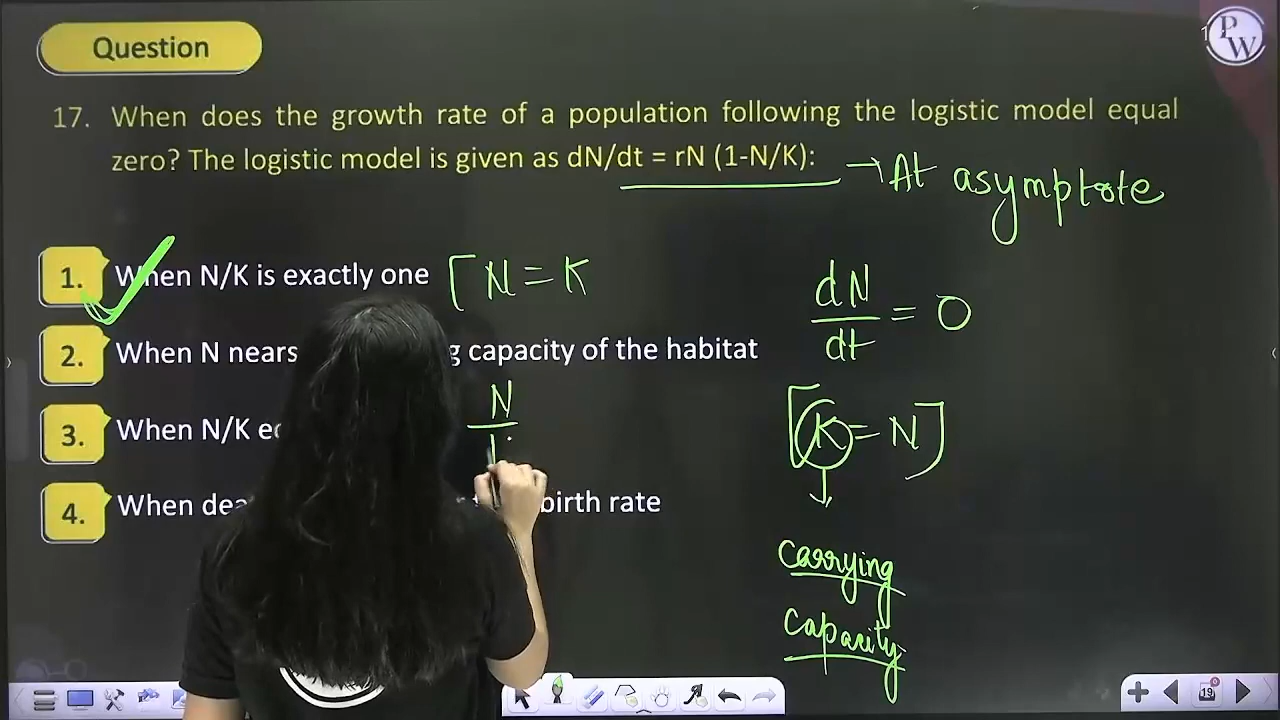 Question
PW
17. When does the growth rate of a population following the logistic model equal
zero? The logistic model is given as dN/dt = rN (1-N/K):
→ At asymptote
1. When N/K is exactly one
[ N = K
dN/dt = 0
2. When N nears
capacity of the habitat
N
3. When N/K
[K = N]
4. When
birth rate
carrying
capacity
19